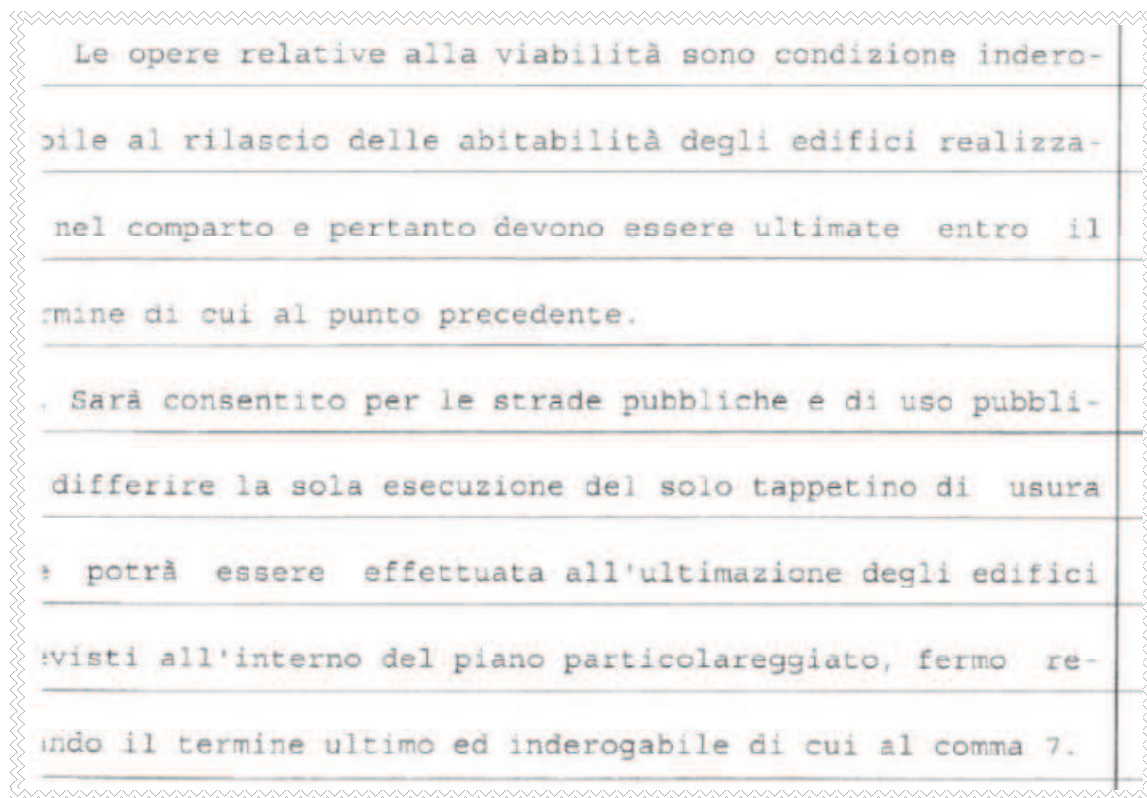 Le opere relative alla viabilità sono condizione indero-
bile al rilascio delle abitabilità degli edifici realizza-
nel comparto e pertanto devono essere ultimate entro il
rmine di cui al punto precedente.
. Sarà consentito per le strade pubbliche e di uso pubbli-
differire la sola esecuzione del solo tappetino di usura
e potrà essere effettuata all'ultimazione degli edifici
evisti all'interno del piano particolareggiato, fermo re-
ando il termine ultimo ed inderogabile di cui al comma 7.